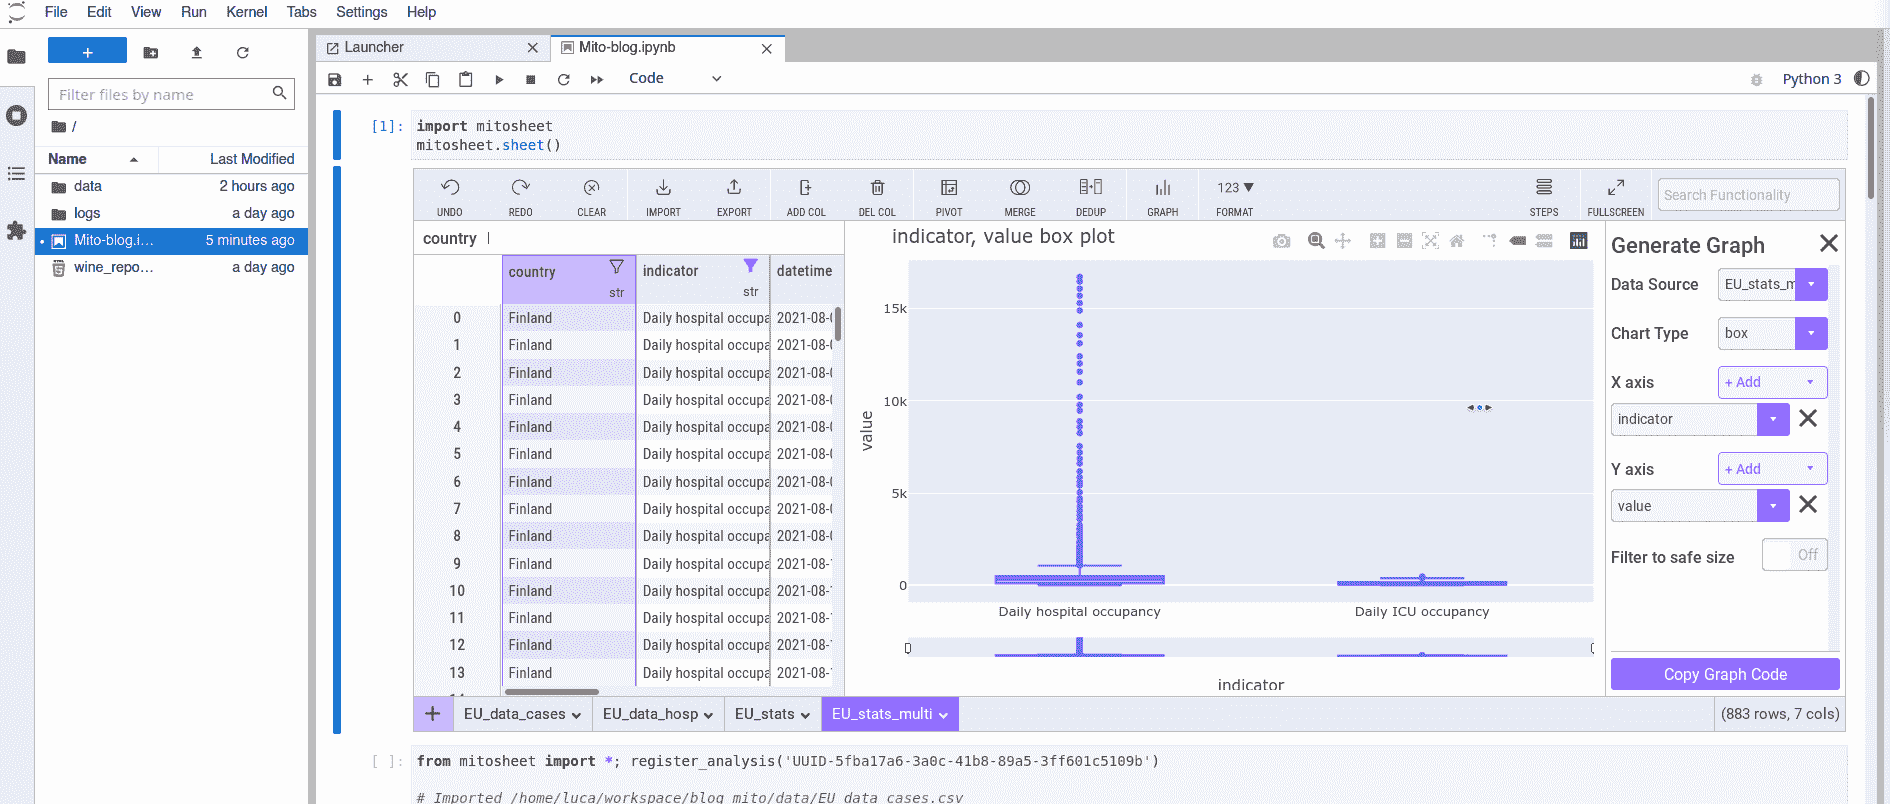 File Edit View Run Kernel Tabs Settings Help
Launcher
Mito-blog.ipynb
+
Code
Python 3
Filter files by name
/
Name Last Modified
data 2 hours ago
logs a day ago
Mito-blog.i... 5 minutes ago
wine_repo... a day ago
[1]: import mitosheet
mitosheet.sheet()
123
UNDO REDO CLEAR IMPORT EXPORT ADD COL DEL COL PIVOT MERGE DEDUP GRAPH FORMAT STEPS FULLSCREEN
Search Functionality
country
country str
indicator str
datetime
0 Finland Daily hospital occupa 2021-08-0
1 Finland Daily hospital occupa 2021-08-0
2 Finland Daily hospital occupa 2021-08-0
3 Finland Daily hospital occupa 2021-08-0
4 Finland Daily hospital occupa 2021-08-0
5 Finland Daily hospital occupa 2021-08-0
6 Finland Daily hospital occupa 2021-08-0
7 Finland Daily hospital occupa 2021-08-0
8 Finland Daily hospital occupa 2021-08-0
9 Finland Daily hospital occupa 2021-08-
10 Finland Daily hospital occupa 2021-08-
11 Finland Daily hospital occupa 2021-08-
12 Finland Daily hospital occupa 2021-08-
13 Finland Daily hospital occupa 2021-08-
indicator, value box plot
15k
10k
5k
0
value
Daily hospital occupancy
Daily ICU occupancy
indicator
Generate Graph
Data Source EU_stats_m
Chart Type box
X axis + Add
indicator
Y axis + Add
value
Filter to safe size Off
Copy Graph Code
+ EU_data_cases EU_data_hosp EU_stats EU_stats_multi
(883 rows, 7 cols)
[ ]: from mitosheet import *; register_analysis('UUID-5fba17a6-3a0c-41b8-89a5-3ff601c5109b')
# Imported /home/luca/workspace/blog_mito/data/EU_data_cases.csv